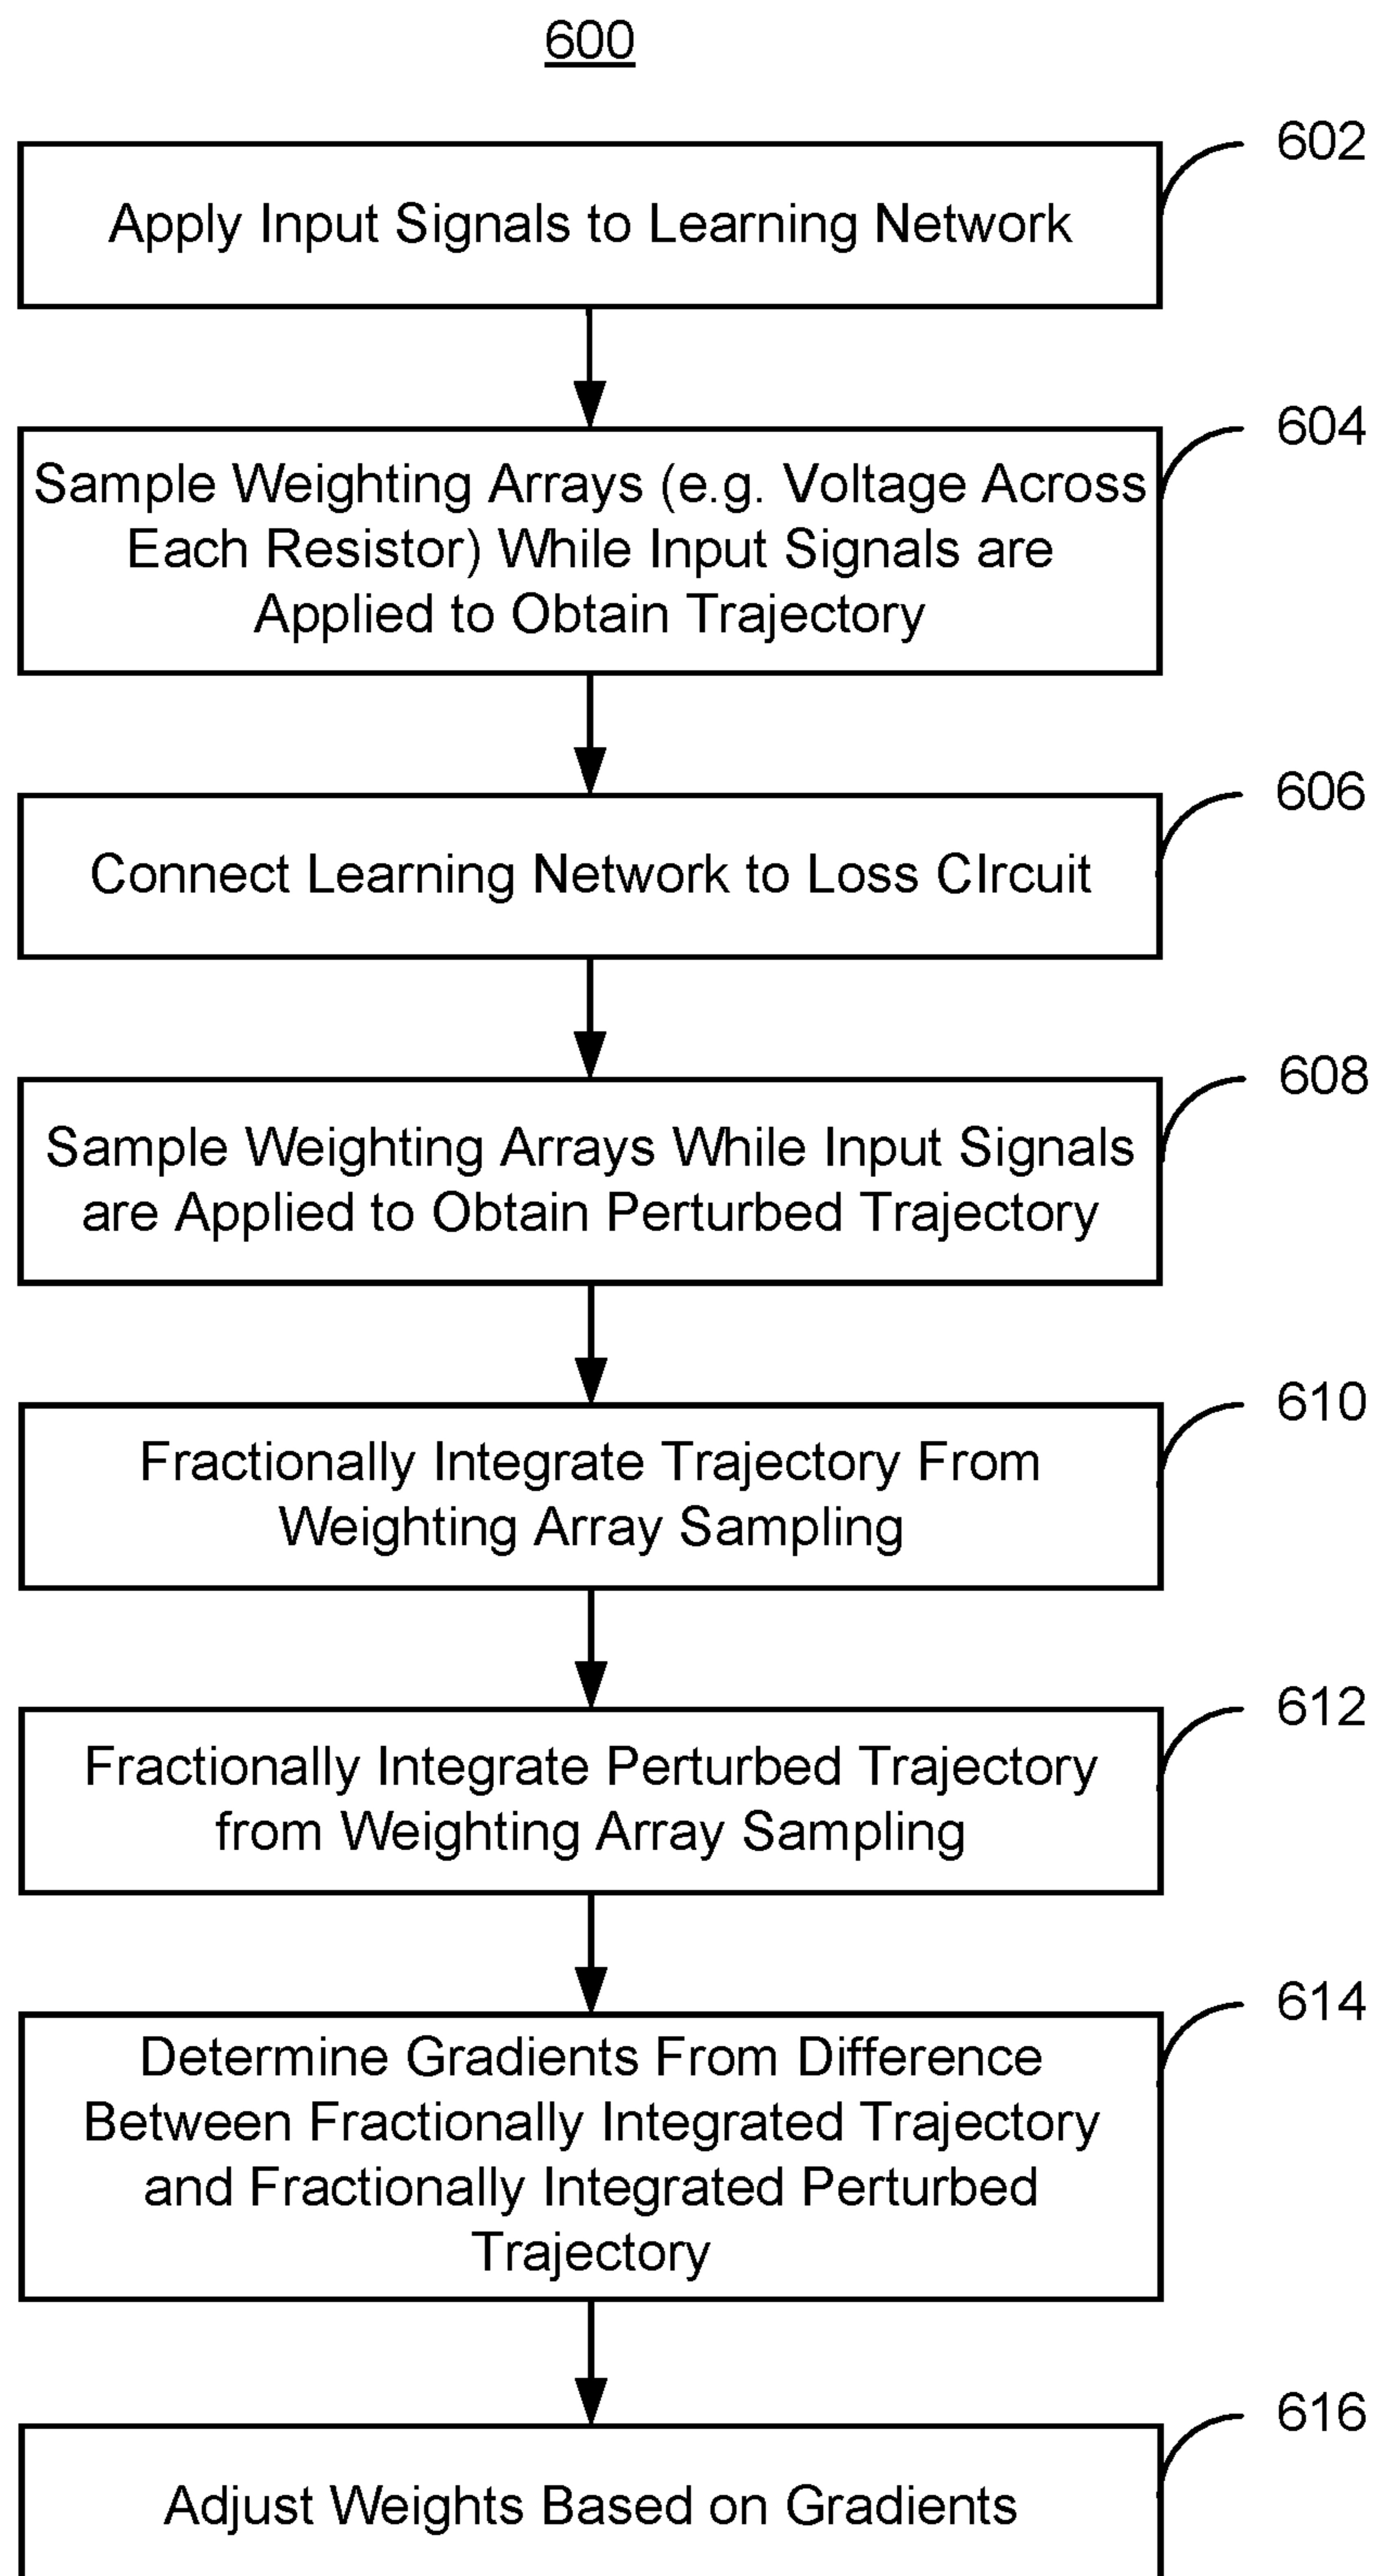 600
602
Apply Input Signals to Learning Network
604
Sample Weighting Arrays (e.g. Voltage Across
Each Resistor) While Input Signals are
Applied to Obtain Trajectory
606
Connect Learning Network to Loss CIrcuit
608
Sample Weighting Arrays While Input Signals
are Applied to Obtain Perturbed Trajectory
610
Fractionally Integrate Trajectory From
Weighting Array Sampling
612
Fractionally Integrate Perturbed Trajectory
from Weighting Array Sampling
614
Determine Gradients From Difference
Between Fractionally Integrated Trajectory
and Fractionally Integrated Perturbed
Trajectory
616
Adjust Weights Based on Gradients